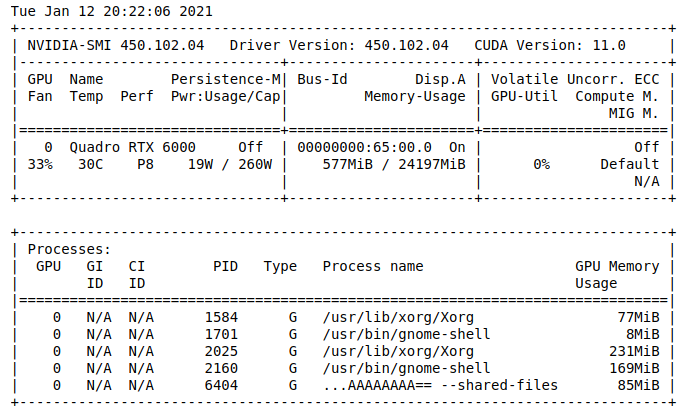 Tue Jan 12 20:22:06 2021
+-----------------------------------------------------------------------------+
| NVIDIA-SMI 450.102.04   Driver Version: 450.102.04   CUDA Version: 11.0     |
|-------------------------------+----------------------+----------------------+
| GPU  Name        Persistence-M| Bus-Id        Disp.A | Volatile Uncorr. ECC |
| Fan  Temp  Perf  Pwr:Usage/Cap|         Memory-Usage | GPU-Util  Compute M. |
|                               |                      |               MIG M. |
|===============================+======================+======================|
|   0  Quadro RTX 6000     Off  | 00000000:65:00.0  On |                  Off |
| 33%   30C    P8    19W / 260W |    577MiB / 24197MiB |      0%      Default |
|                               |                      |                  N/A |
+-------------------------------+----------------------+----------------------+

+-----------------------------------------------------------------------------+
| Processes:                                                                  |
|  GPU   GI   CI        PID   Type   Process name                  GPU Memory |
|        ID   ID                                                   Usage      |
|=============================================================================|
|    0   N/A  N/A      1584      G   /usr/lib/xorg/Xorg                 77MiB |
|    0   N/A  N/A      1701      G   /usr/bin/gnome-shell                8MiB |
|    0   N/A  N/A      2025      G   /usr/lib/xorg/Xorg                231MiB |
|    0   N/A  N/A      2160      G   /usr/bin/gnome-shell              169MiB |
|    0   N/A  N/A      6404      G   ...AAAAAAAA== --shared-files       85MiB |
+-----------------------------------------------------------------------------+